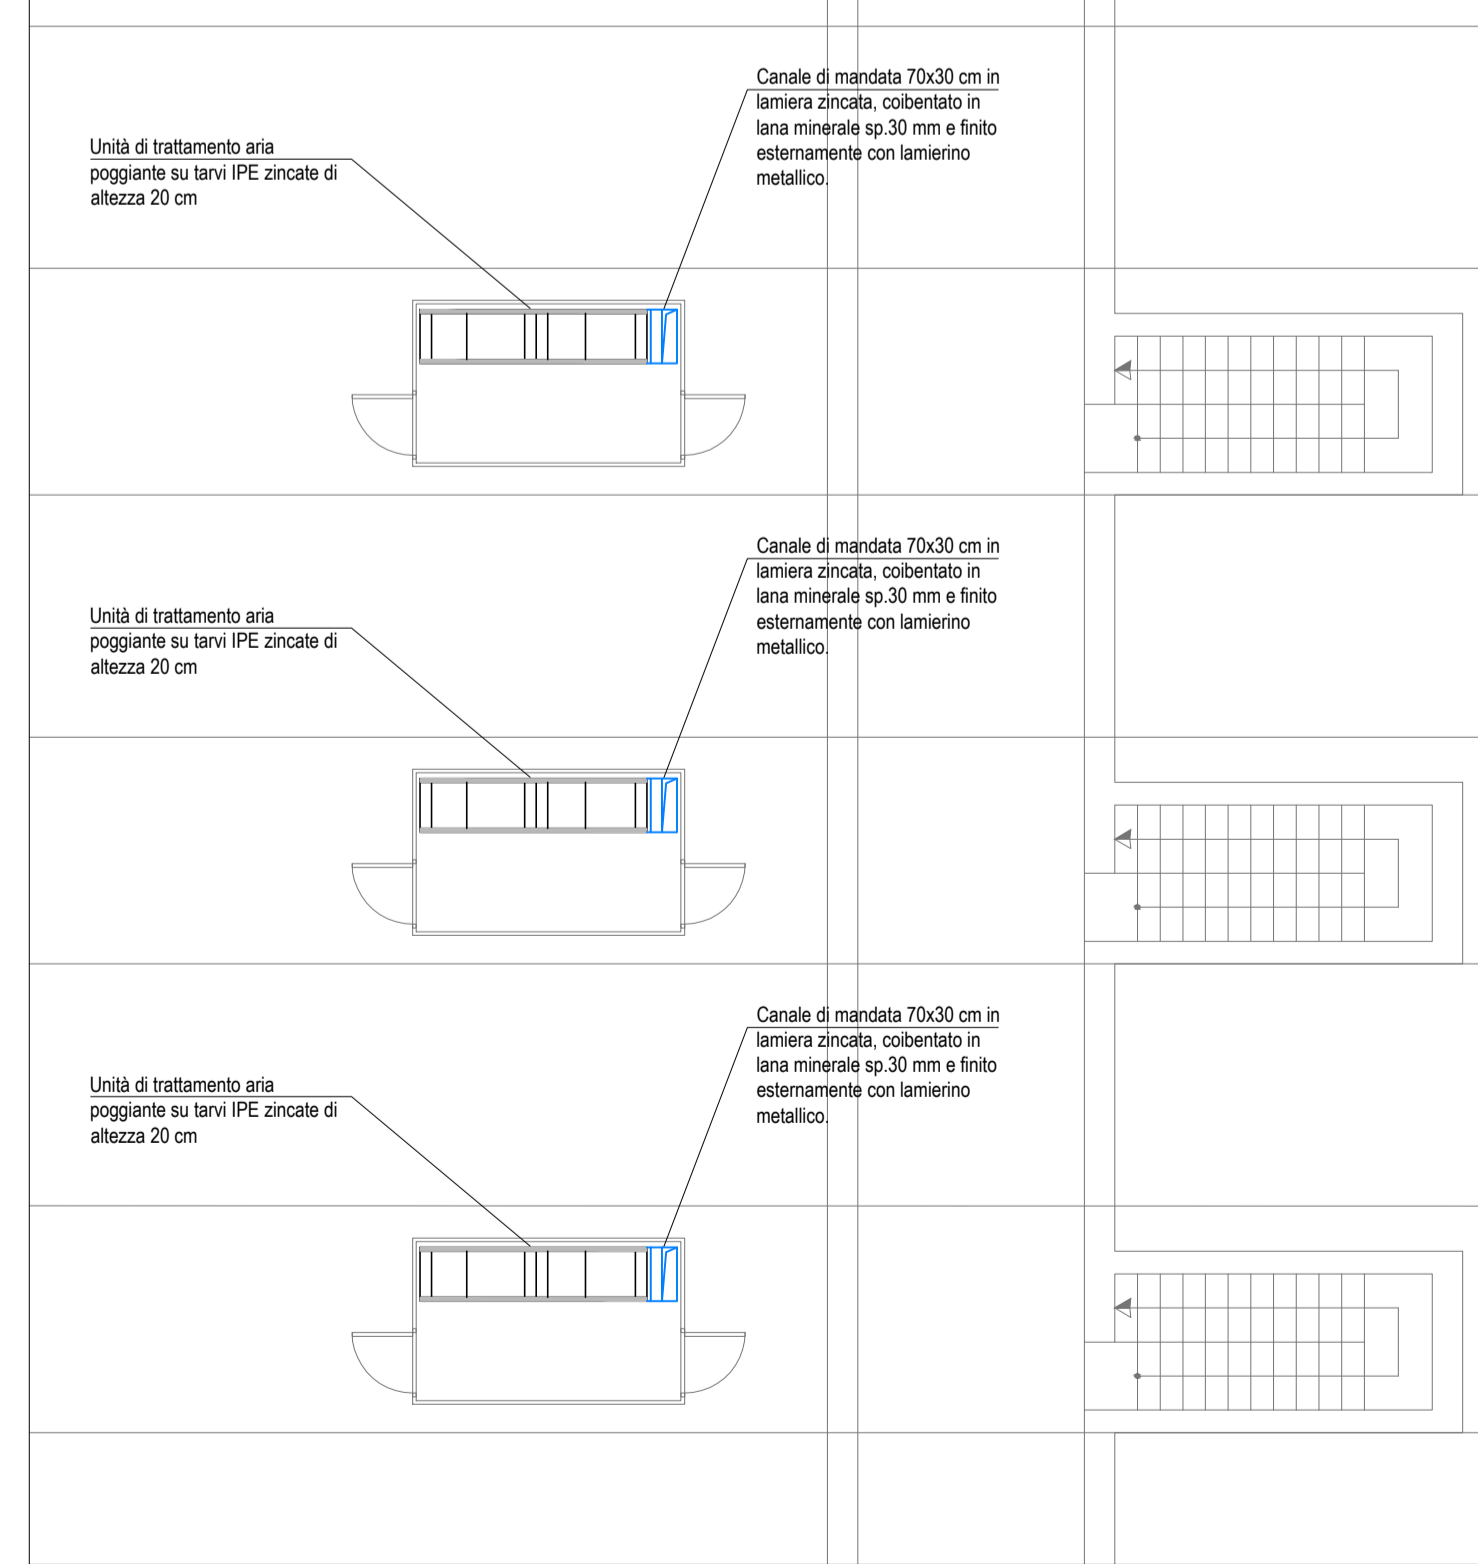 Canale di mandata 70x30 cm in
lamiera zincata, coibentato in
lana minerale sp.30 mm e finito
esternamente con lamierino
metallico.
Unità di trattamento aria
poggiante su tarvi IPE zincate di
altezza 20 cm
Canale di mandata 70x30 cm in
lamiera zincata, coibentato in
lana minerale sp.30 mm e finito
esternamente con lamierino
metallico.
Unità di trattamento aria
poggiante su tarvi IPE zincate di
altezza 20 cm
Canale di mandata 70x30 cm in
lamiera zincata, coibentato in
lana minerale sp.30 mm e finito
esternamente con lamierino
metallico.
Unità di trattamento aria
poggiante su tarvi IPE zincate di
altezza 20 cm